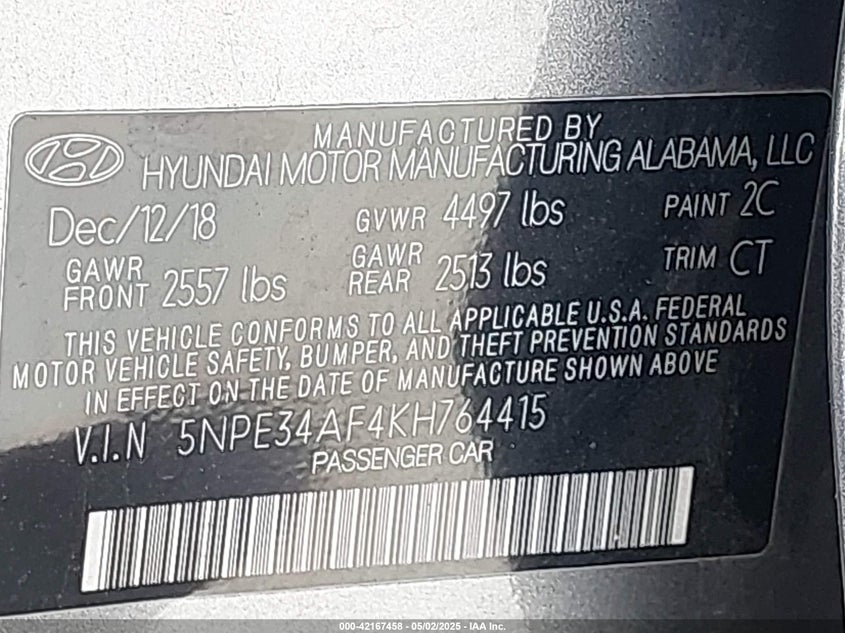 MANUFACTURED BY
HYUNDAI MOTOR MANUFACTURING ALABAMA, LLC
Dec/12/18 GVWR 4497 lbs PAINT 2C
GAWR FRONT 2557 lbs GAWR REAR 2513 lbs TRIM CT
THIS VEHICLE CONFORMS TO ALL APPLICABLE U.S.A. FEDERAL
MOTOR VEHICLE SAFETY, BUMPER, AND THEFT PREVENTION STANDARDS
IN EFFECT ON THE DATE OF MANUFACTURE SHOWN ABOVE
V.I.N 5NPE34AF4KH764415
PASSENGER CAR
000-42167458 - 05/02/2025 - IAA Inc.